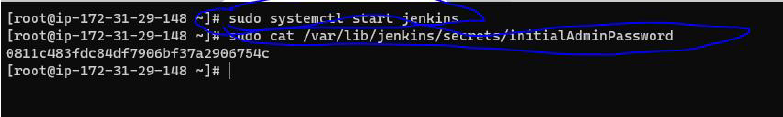 [root@ip-172-31-29-148 ~]# sudo systemctl start jenkins
[root@ip-172-31-29-148 ~]# sudo cat /var/lib/jenkins/secrets/initialAdminPassword
0811c483fdc84df7906bf37a2906754c
[root@ip-172-31-29-148 ~]#